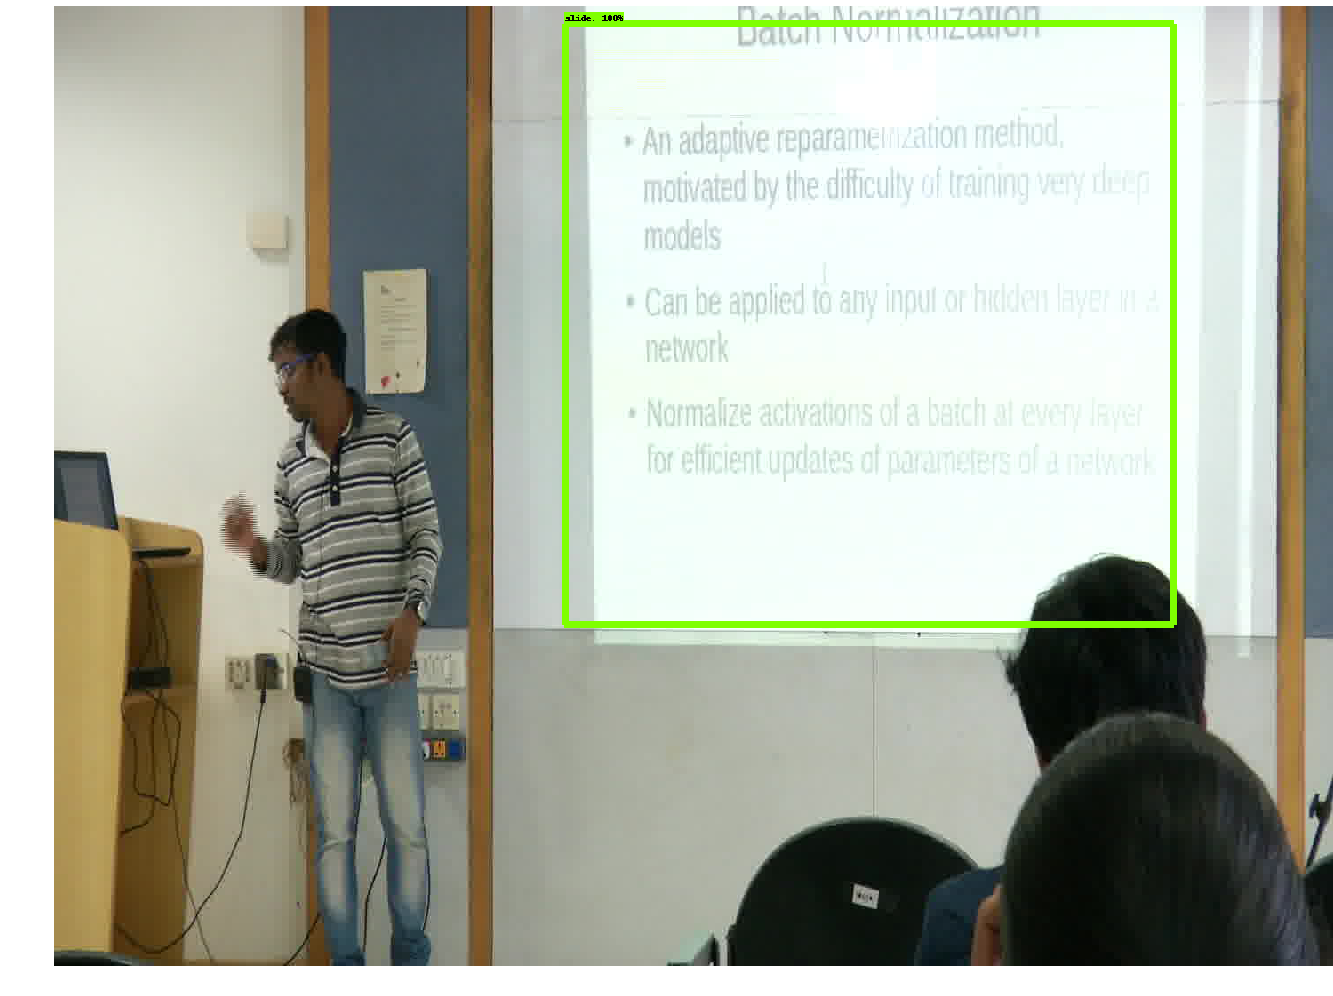 slide: 100%
Batch Normalization
• An adaptive reparametrization method,
motivated by the difficulty of training very deep
models
• Can be applied to any input or hidden layer in a
network
• Normalize activations of a batch at every layer
for efficient updates of parameters of a network